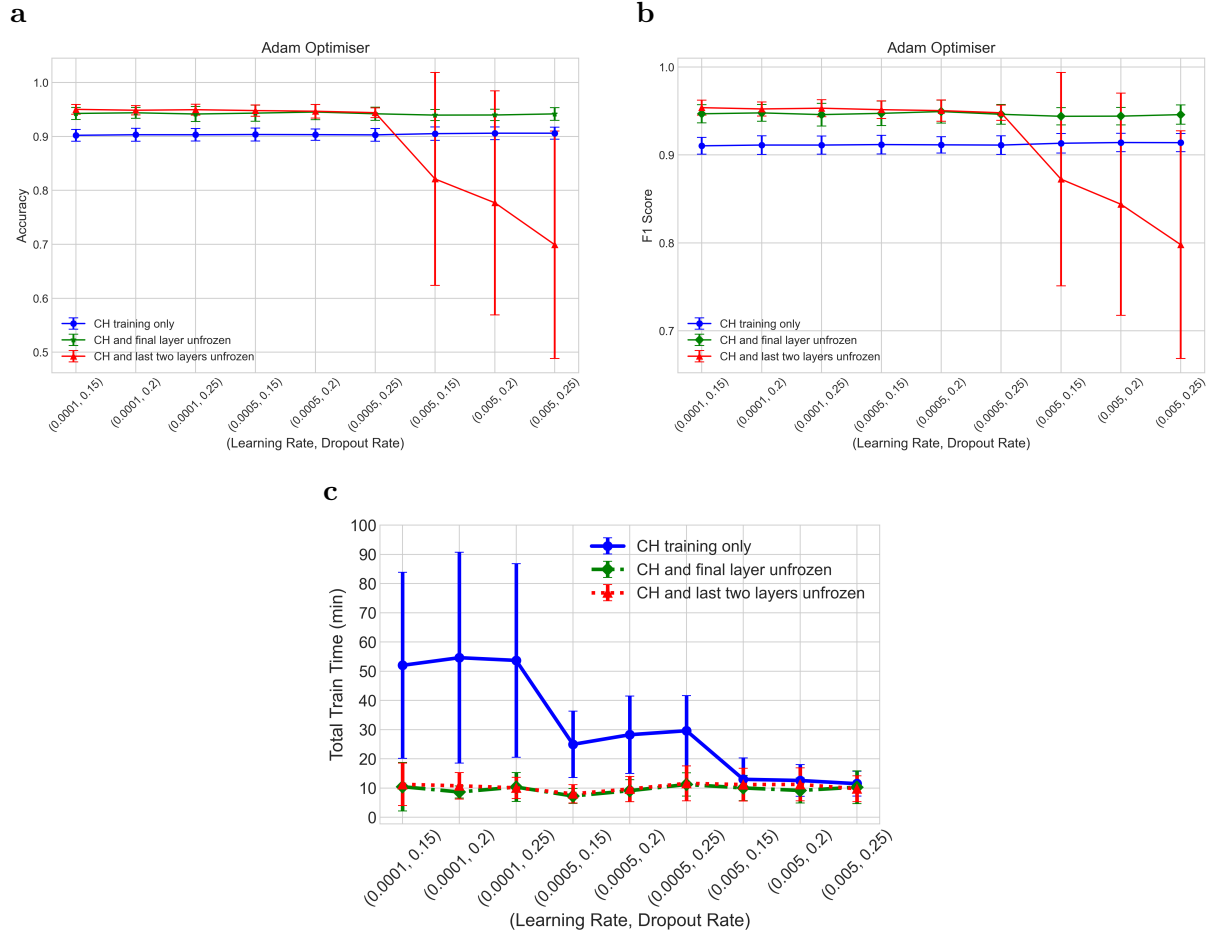 a
Adam Optimiser
Accuracy
1.0
0.9
0.8
0.7
0.6
0.5
CH training only
CH and final layer unfrozen
CH and last two layers unfrozen
(0.0001, 0.15)
(0.0001, 0.2)
(0.0001, 0.25)
(0.0005, 0.15)
(0.0005, 0.2)
(0.0005, 0.25)
(0.005, 0.15)
(0.005, 0.2)
(0.005, 0.25)
(Learning Rate, Dropout Rate)
b
Adam Optimiser
F1 Score
1.0
0.9
0.8
0.7
CH training only
CH and final layer unfrozen
CH and last two layers unfrozen
(0.0001, 0.15)
(0.0001, 0.2)
(0.0001, 0.25)
(0.0005, 0.15)
(0.0005, 0.2)
(0.0005, 0.25)
(0.005, 0.15)
(0.005, 0.2)
(0.005, 0.25)
(Learning Rate, Dropout Rate)
c
Total Train Time (min)
100
90
80
70
60
50
40
30
20
10
0
CH training only
CH and final layer unfrozen
CH and last two layers unfrozen
(0.0001, 0.15)
(0.0001, 0.2)
(0.0001, 0.25)
(0.0005, 0.15)
(0.0005, 0.2)
(0.0005, 0.25)
(0.005, 0.15)
(0.005, 0.2)
(0.005, 0.25)
(Learning Rate, Dropout Rate)